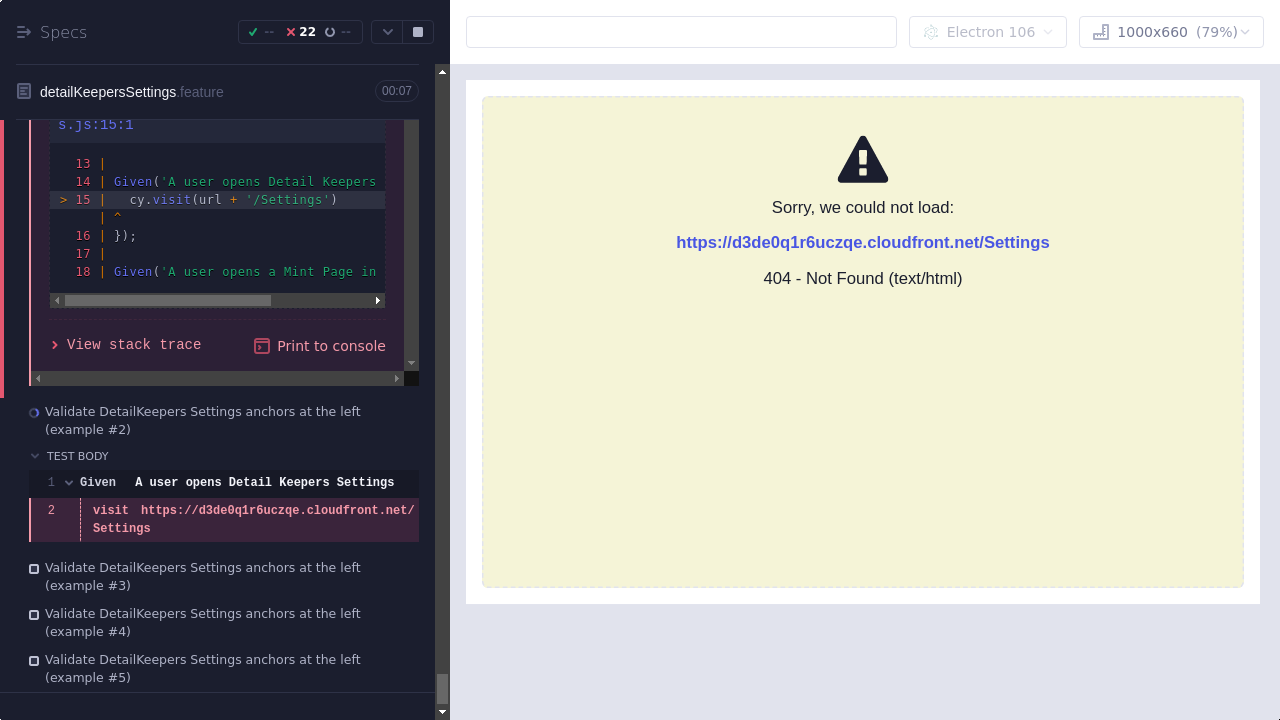 Specs
--
22
--
Electron 106
1000x660 (79%)
detailKeepersSettings.feature
00:07
s.js:15:1
13 |
14 | Given('A user opens Detail Keepers
> 15 |   cy.visit(url + '/Settings')
| ^
16 | });
17 |
18 | Given('A user opens a Mint Page in
View stack trace
Print to console
Validate DetailKeepers Settings anchors at the left
(example #2)
TEST BODY
1 Given A user opens Detail Keepers Settings
2 visit https://d3de0q1r6uczqe.cloudfront.net/
Settings
Validate DetailKeepers Settings anchors at the left
(example #3)
Validate DetailKeepers Settings anchors at the left
(example #4)
Validate DetailKeepers Settings anchors at the left
(example #5)
Sorry, we could not load:
https://d3de0q1r6uczqe.cloudfront.net/Settings
404 - Not Found (text/html)